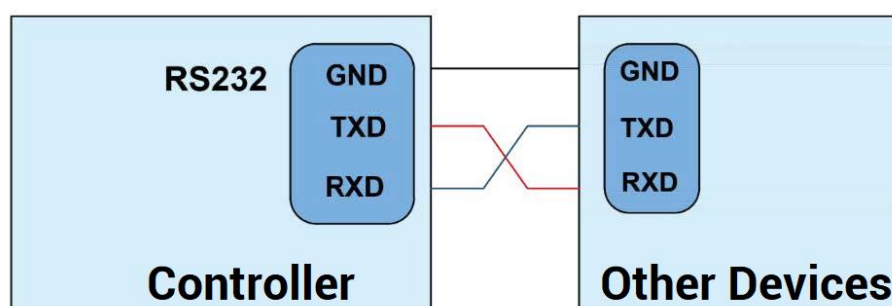 RS232
GND
TXD
RXD
GND
TXD
RXD
Controller
Other Devices